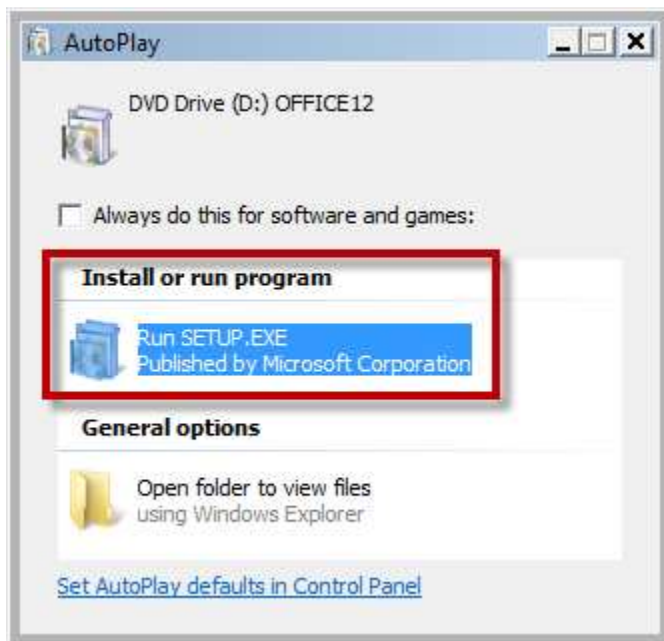 AutoPlay
DVD Drive (D:) OFFICE12
Always do this for software and games:
Install or run program
Run SETUP.EXE
Published by Microsoft Corporation
General options
Open folder to view files
using Windows Explorer
Set AutoPlay defaults in Control Panel